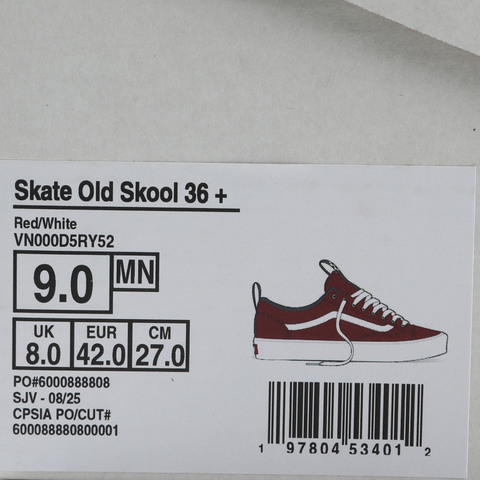 Skate Old Skool 36 +
Red/White
VN000D5RY52
9.0 MN
UK EUR CM
8.0 42.0 27.0
PO#6000888808
SJV - 08/25
CPSIA PO/CUT#
600088880800001
1 97804 53401 2